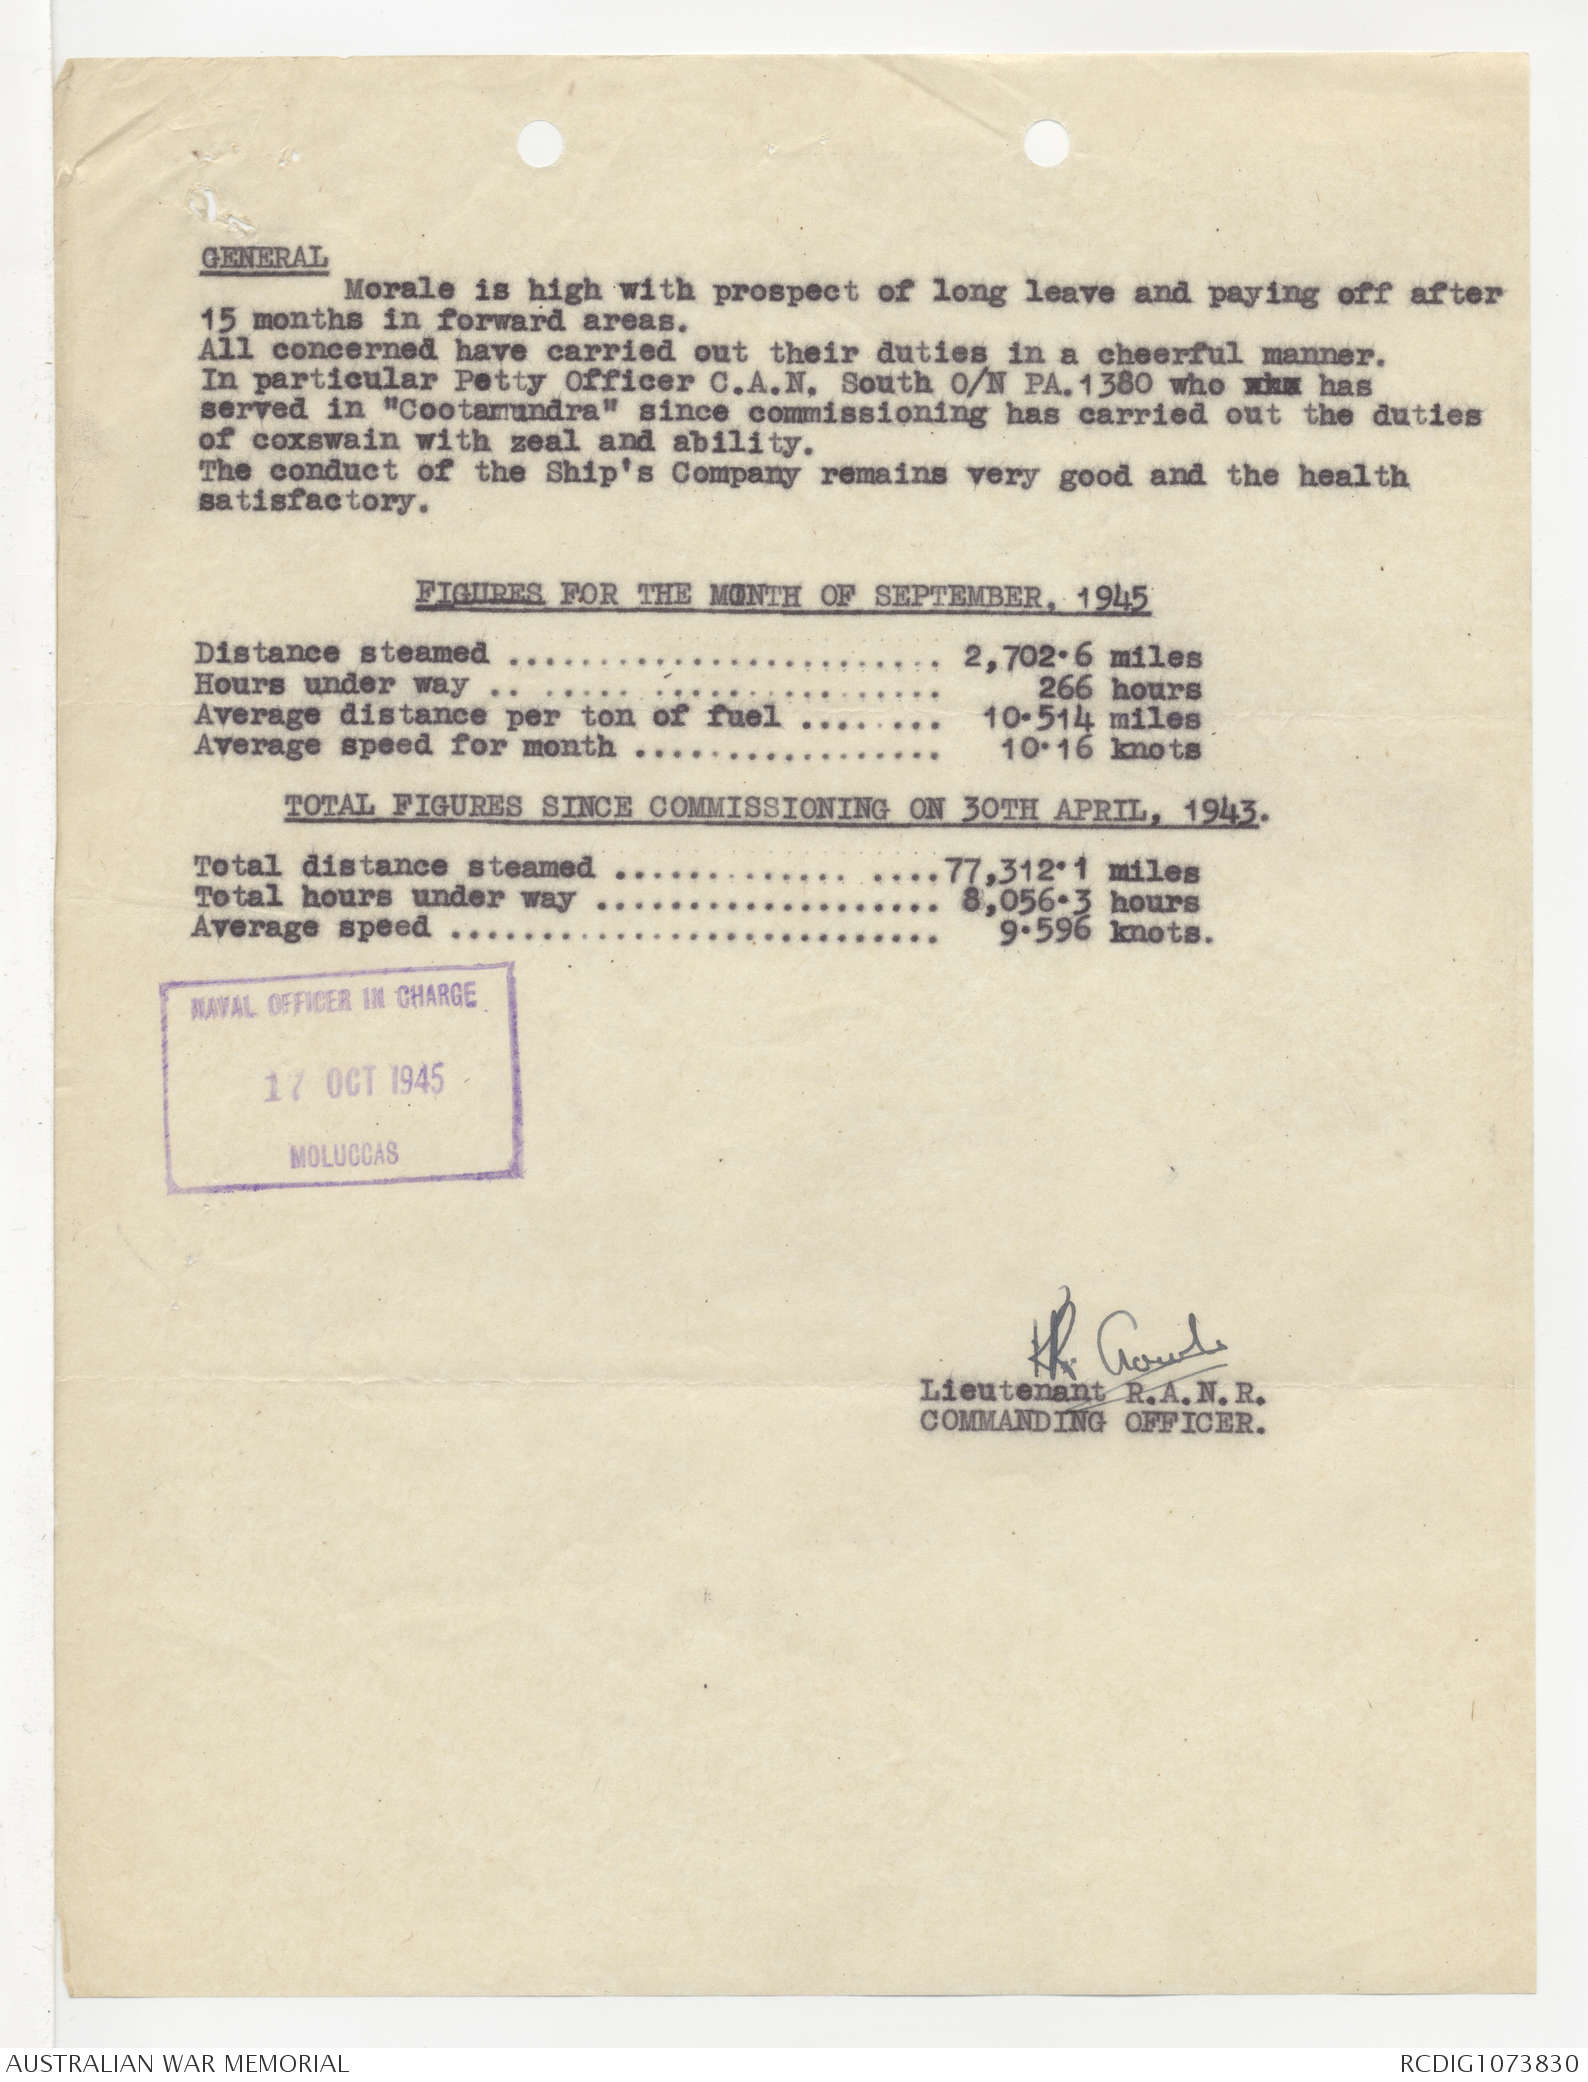 GENERAL
Morale is high with prospect of long leave and paying off after
15 months in forward areas.
All concerned have carried out their duties in a cheerful manner.
In particular Petty Officer C.A.N. South O/N PA.1380 who has
served in "Cootamundra" since commissioning has carried out the duties
of coxswain with zeal and ability.
The conduct of the Ship's Company remains very good and the health
satisfactory.
FIGURES FOR THE MONTH OF SEPTEMBER, 1945
Distance steamed ........................ 2,702.6 miles
Hours under way .. ..... ................ 266 hours
Average distance per ton of fuel ........ 10.514 miles
Average speed for month ................. 10.16 knots
TOTAL FIGURES SINCE COMMISSIONING ON 30TH APRIL, 1943.
Total distance steamed ............. ....77,312.1 miles
Total hours under way ................... 8,056.3 hours
Average speed ........................... 9.596 knots.
NAVAL OFFICER IN CHARGE
17 OCT 1945
MOLUCCAS
Lieutenant R.A.N.R.
COMMANDING OFFICER.
AUSTRALIAN WAR MEMORIAL
RCDIG1073830